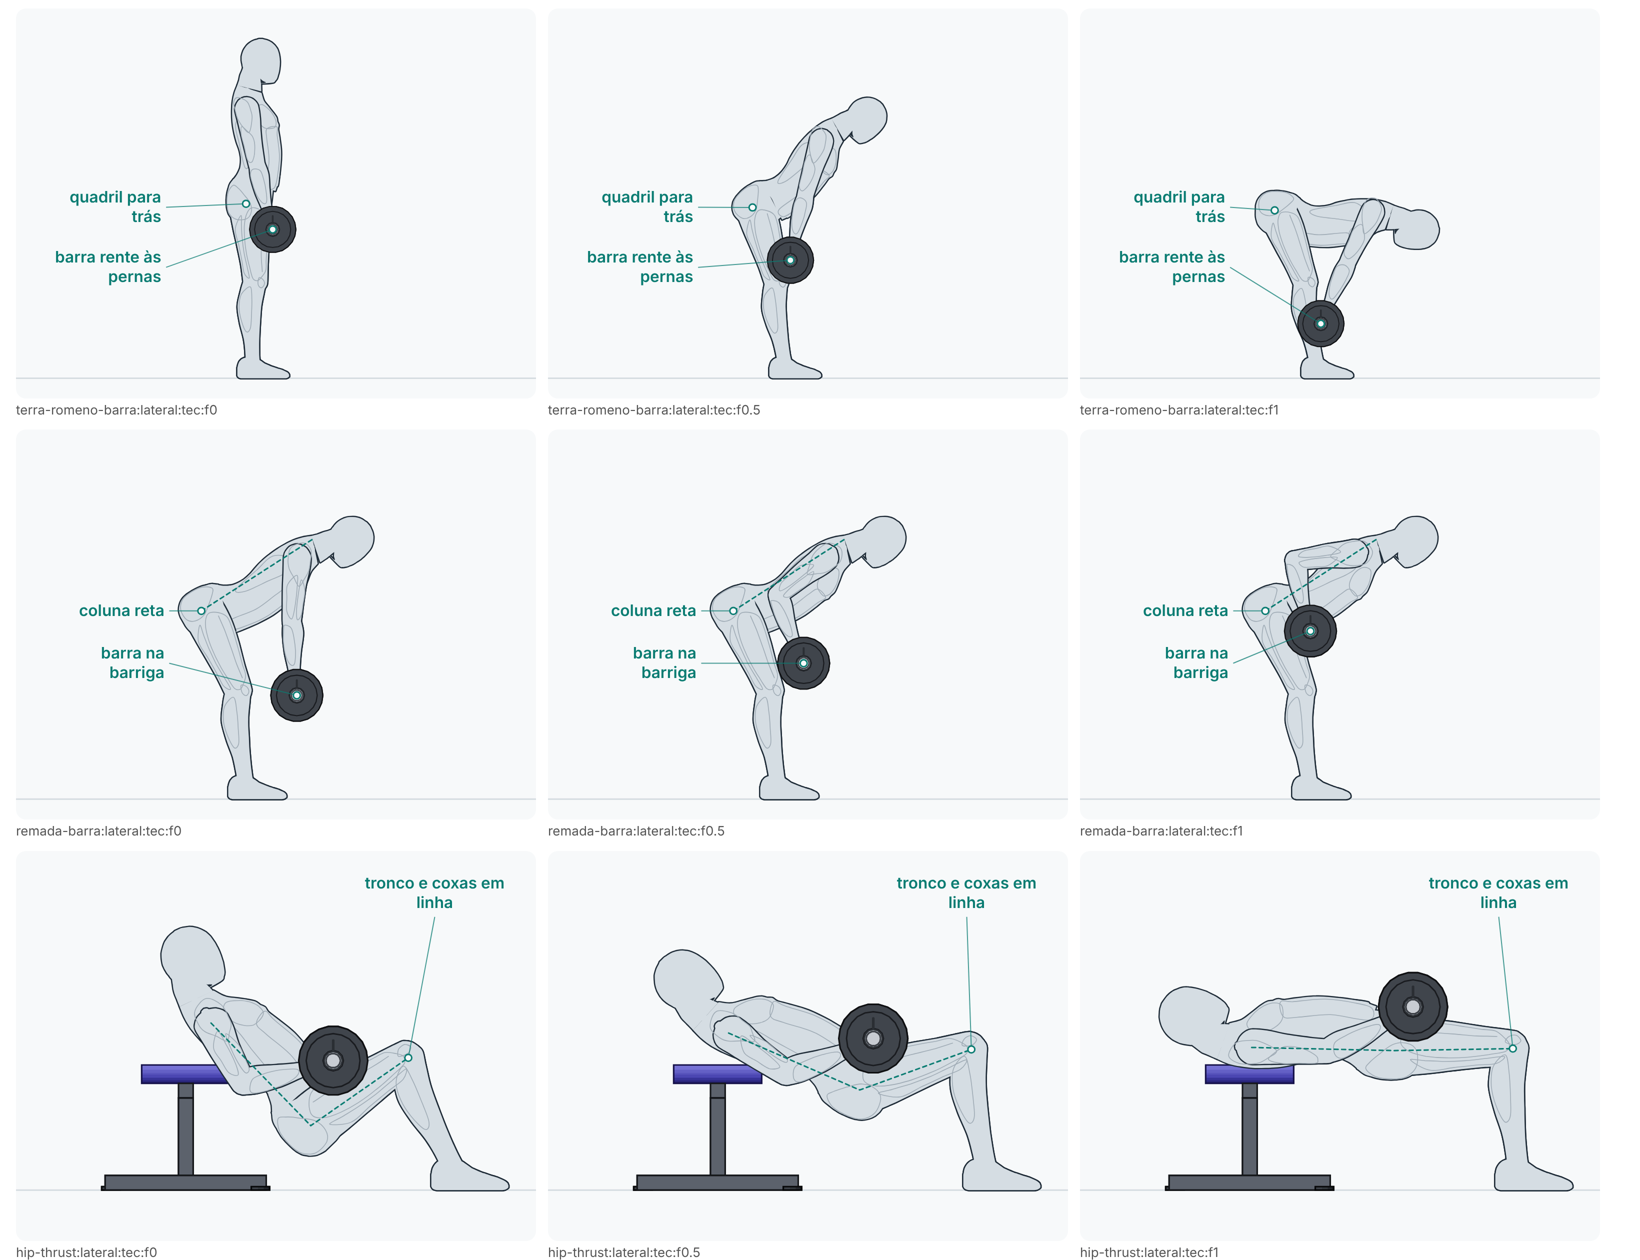 quadril para
trás
barra rente às
pernas
terra-romeno-barra:lateral:tec:f0
quadril para
trás
barra rente às
pernas
terra-romeno-barra:lateral:tec:f0.5
quadril para
trás
barra rente às
pernas
terra-romeno-barra:lateral:tec:f1
coluna reta
barra na
barriga
remada-barra:lateral:tec:f0
coluna reta
barra na
barriga
remada-barra:lateral:tec:f0.5
coluna reta
barra na
barriga
remada-barra:lateral:tec:f1
tronco e coxas em
linha
hip-thrust:lateral:tec:f0
tronco e coxas em
linha
hip-thrust:lateral:tec:f0.5
tronco e coxas em
linha
hip-thrust:lateral:tec:f1